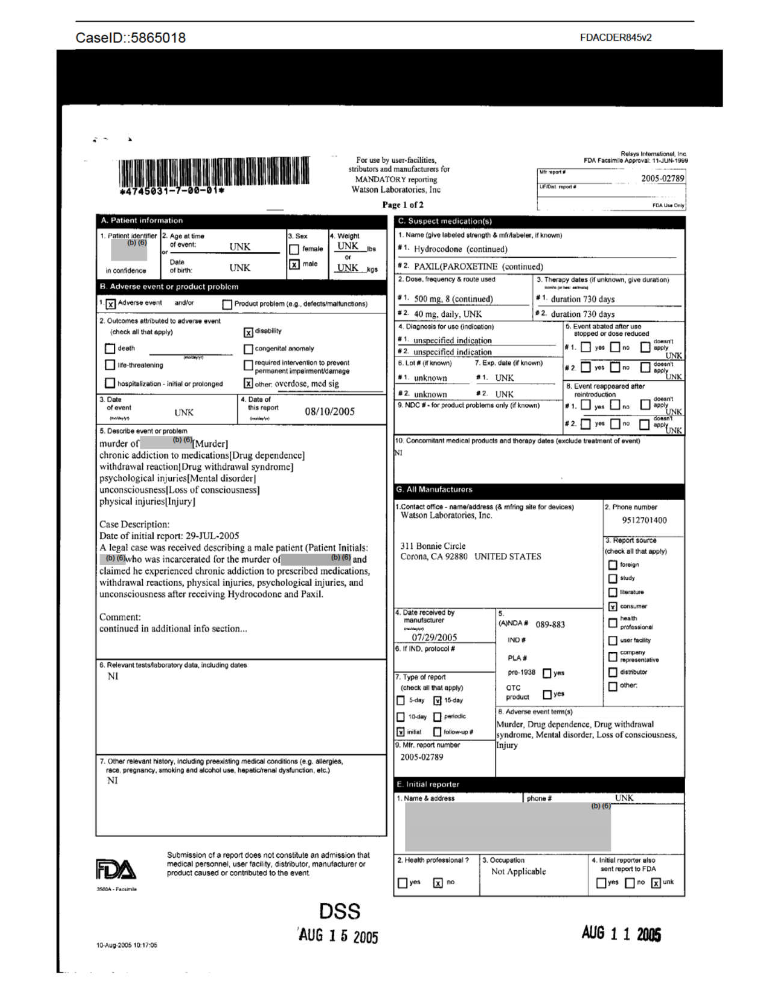 CaseID::5865018
FDACDER845v2
*4745031-7-00-01*
For use by user-facilities,
stributors and manufacturers for
MANDATORY reporting
Watson Laboratories, Inc
Page 1 of 2
Relsys International, Inc.
FDA Facsimile Approval: 11-JUN-1999
Mfr report #
2005-02789
UF/Dist report #
FDA Use Only
A. Patient information
1. Patient identifier
(b) (6)
in confidence
2. Age at time
of event:
UNK
or
Date
of birth:
UNK
3. Sex
female
x male
4. Weight
UNK lbs
or
UNK kgs
B. Adverse event or product problem
1. x Adverse event and/or Product problem (e.g., defects/malfunctions)
2. Outcomes attributed to adverse event
(check all that apply)
death
(mo/day/yr)
life-threatening
hospitalization - initial or prolonged
x disability
congenital anomaly
required intervention to prevent
permanent impairment/damage
x other: overdose, med sig
3. Date
of event
(mo/day/yr)
UNK
4. Date of
this report
(mo/day/yr)
08/10/2005
5. Describe event or problem
murder of (b) (6) [Murder]
chronic addiction to medications[Drug dependence]
withdrawal reaction[Drug withdrawal syndrome]
psychological injuries[Mental disorder]
unconsciousness[Loss of consciousness]
physical injuries[Injury]
Case Description:
Date of initial report: 29-JUL-2005
A legal case was received describing a male patient (Patient Initials:
(b) (6) who was incarcerated for the murder of (b) (6) and
claimed he experienced chronic addiction to prescribed medications,
withdrawal reactions, physical injuries, psychological injuries, and
unconsciousness after receiving Hydrocodone and Paxil.
Comment:
continued in additional info section...
6. Relevant tests/laboratory data, including dates
NI
7. Other relevant history, including preexisting medical conditions (e.g. allergies,
race, pregnancy, smoking and alcohol use, hepatic/renal dysfunction, etc.)
NI
C. Suspect medication(s)
1. Name (give labeled strength & mfr/labeler, if known)
#1. Hydrocodone (continued)
#2. PAXIL(PAROXETINE (continued)
2. Dose, frequency & route used
#1. 500 mg, 8 (continued)
#2. 40 mg, daily, UNK
3. Therapy dates (if unknown, give duration)
#1. duration 730 days
#2. duration 730 days
4. Diagnosis for use (indication)
#1. unspecified indication
#2. unspecified indication
5. Event abated after use
stopped or dose reduced
#1. yes no doesn't apply UNK
#2 yes no doesn't apply UNK
6. Lot # (if known)
#1. unknown
#2. unknown
7. Exp. date (if known)
#1. UNK
#2. UNK
8. Event reappeared after
reintroduction
#1. yes no doesn't apply UNK
#2. yes no doesn't apply UNK
9. NDC # - for product problems only (if known)
10. Concomitant medical products and therapy dates (exclude treatment of event)
NI
G. All Manufacturers
1.Contact office - name/address (& mfring site for devices)
Watson Laboratories, Inc.
311 Bonnie Circle
Corona, CA 92880 UNITED STATES
2. Phone number
9512701400
3. Report source
(check all that apply)
foreign
study
literature
consumer
health
professional
user facility
company
representative
distributor
other:
4. Date received by
manufacturer
(mo/day/yr)
07/29/2005
5.
(A)NDA # 089-883
IND #
PLA #
pre-1938 yes
OTC
product yes
6. If IND, protocol #
7. Type of report
(check all that apply)
5-day 15-day
10-day periodic
initial follow-up #
8. Adverse event term(s)
Murder, Drug dependence, Drug withdrawal
syndrome, Mental disorder, Loss of consciousness,
Injury
9. Mfr. report number
2005-02789
E. Initial reporter
1. Name & address
phone #
UNK
(b) (6)
2. Health professional ?
yes x no
3. Occupation
Not Applicable
4. Initial reporter also
sent report to FDA
yes no x unk
FDA
3500A - Facsimile
Submission of a report does not constitute an admission that
medical personnel, user facility, distributor, manufacturer or
product caused or contributed to the event.
DSS
AUG 15 2005
AUG 11 2005
10-Aug-2005 10:17:05